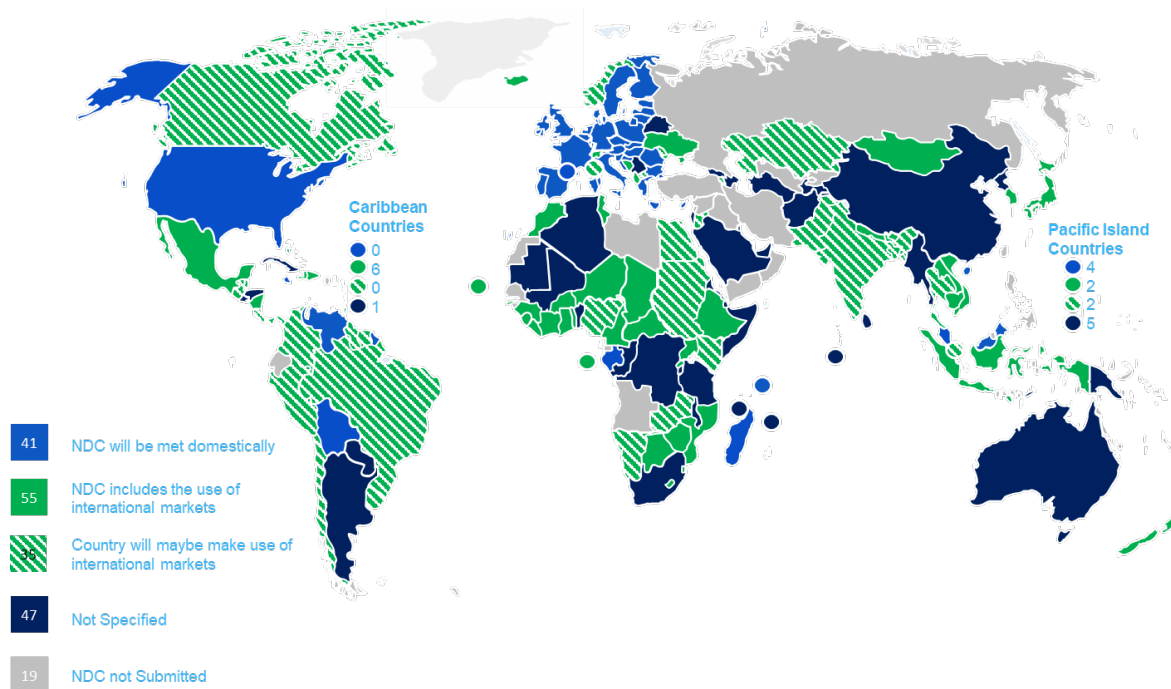 Caribbean
Countries
0
6
0
1
Pacific Island
Countries
4
2
2
5
41
NDC will be met domestically
55
NDC includes the use of
international markets
35
Country will maybe make use of
international markets
47
Not Specified
19
NDC not Submitted